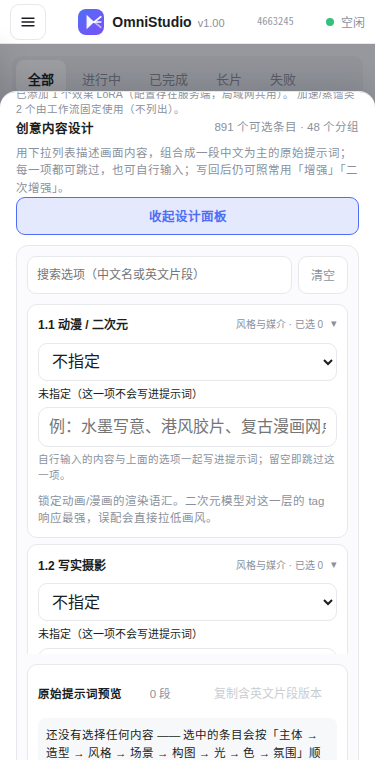 OmniStudio v1.00 4663245 空闲
全部 进行中 已完成 长片 失败
已添加 1 个效果 LoRA（配置存在服务端，局域网共用）。加速/蒸馏类
2 个由工作流固定使用（不列出）。
创意内容设计 891 个可选条目 · 48 个分组
用下拉列表描述画面内容，组合成一段中文为主的原始提示词；
每一项都可跳过，也可自行输入；写回后仍可照常用「增强」「二
次增强」。
收起设计面板
搜索选项（中文名或英文片段） 清空
1.1 动漫 / 二次元 风格与媒介 · 已选 0 ▾
不指定
未指定（这一项不会写进提示词）
例：水墨写意、港风胶片、复古漫画网点
自行输入的内容与上面的选项一起写进提示词；留空即跳过这
一项。
锁定动画/漫画的渲染语汇。二次元模型对这一层的 tag
响应最强，误配会直接拉低画风。
1.2 写实摄影 风格与媒介 · 已选 0 ▾
不指定
未指定（这一项不会写进提示词）
原始提示词预览 0 段 复制含英文片段版本
还没有选择任何内容 —— 选中的条目会按「主体 →
造型 → 风格 → 场景 → 构图 → 光 → 色 → 氛围」顺